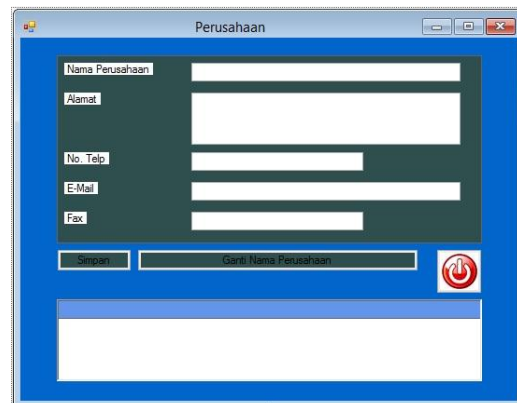 Perusahaan
Nama Perusahaan
Alamat
No. Telp
E-Mail
Fax
Simpan
Ganti Nama Perusahaan